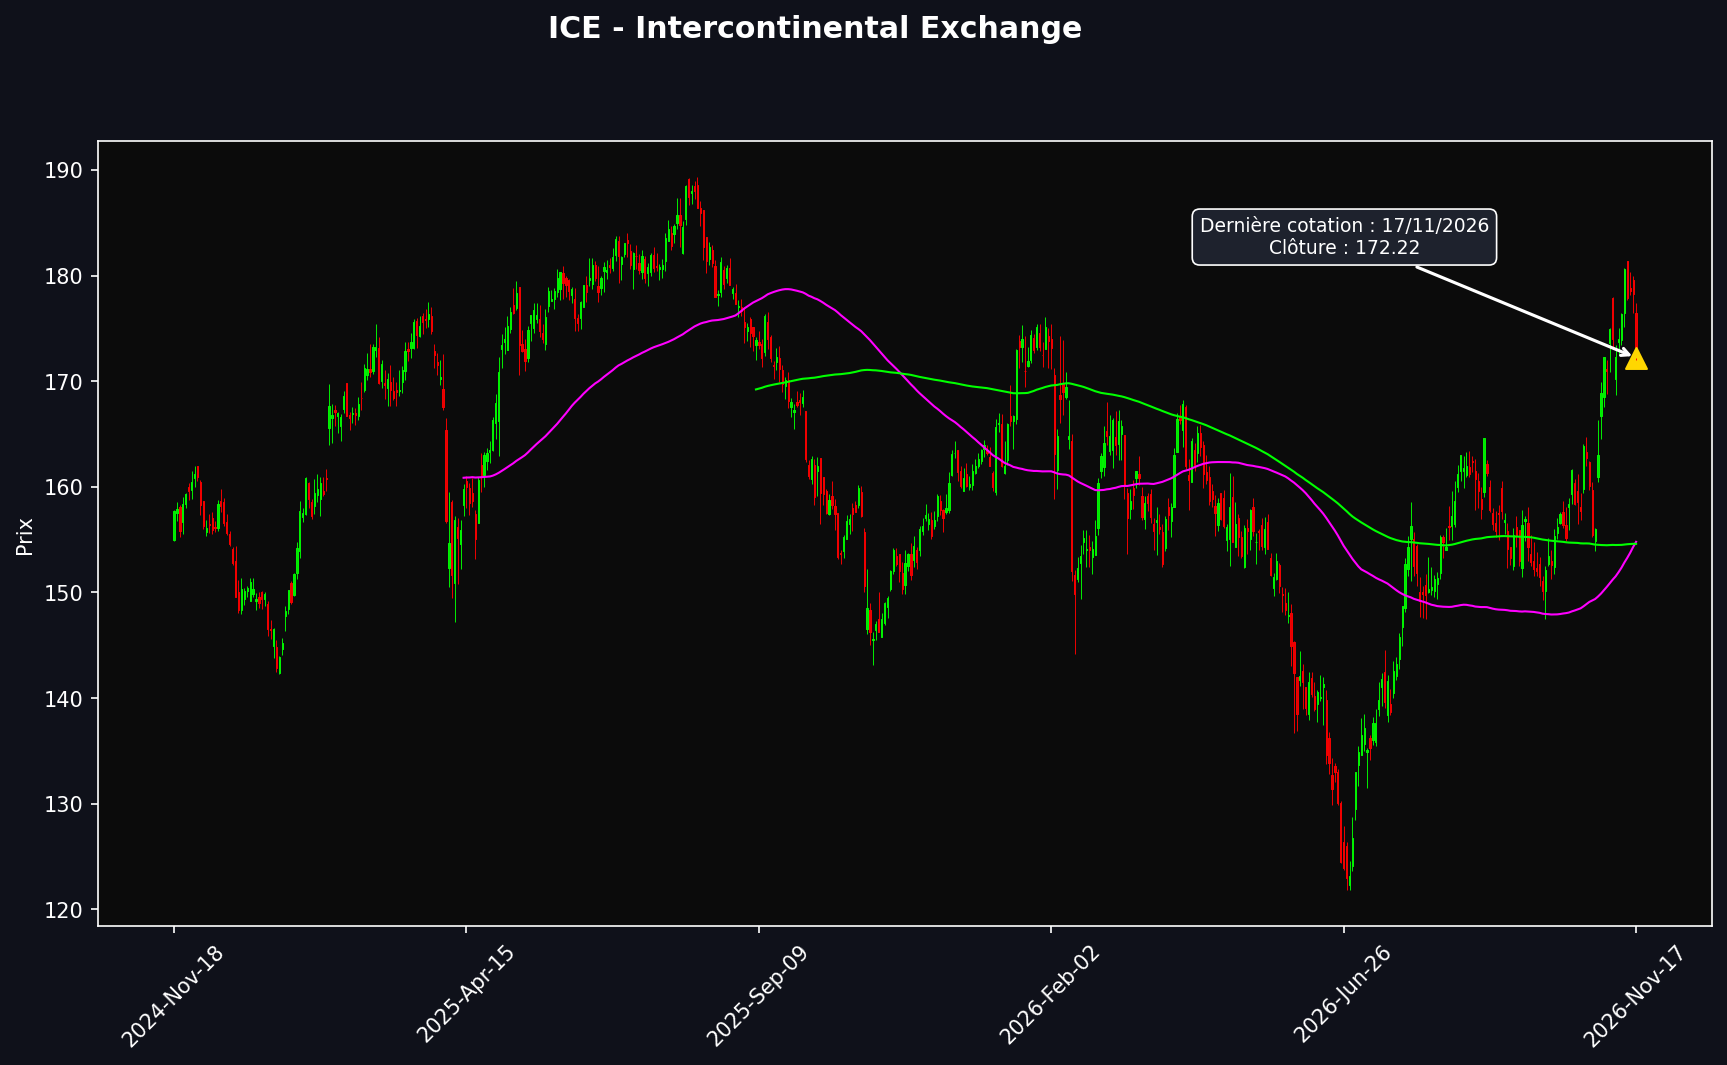 ICE - Intercontinental Exchange
Dernière cotation : 17/11/2026
Clôture : 172.22
Prix
190
180
170
160
150
140
130
120
2024-Nov-18
2025-Apr-15
2025-Sep-09
2026-Feb-02
2026-Jun-26
2026-Nov-17